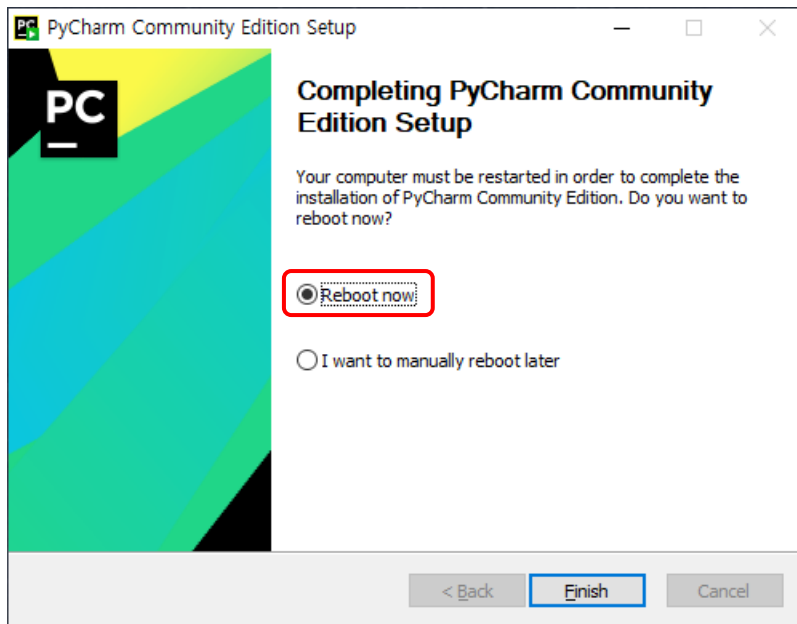 PyCharm Community Edition Setup
PC
Completing PyCharm Community
Edition Setup
Your computer must be restarted in order to complete the
installation of PyCharm Community Edition. Do you want to
reboot now?
Reboot now
I want to manually reboot later
< Back
Finish
Cancel